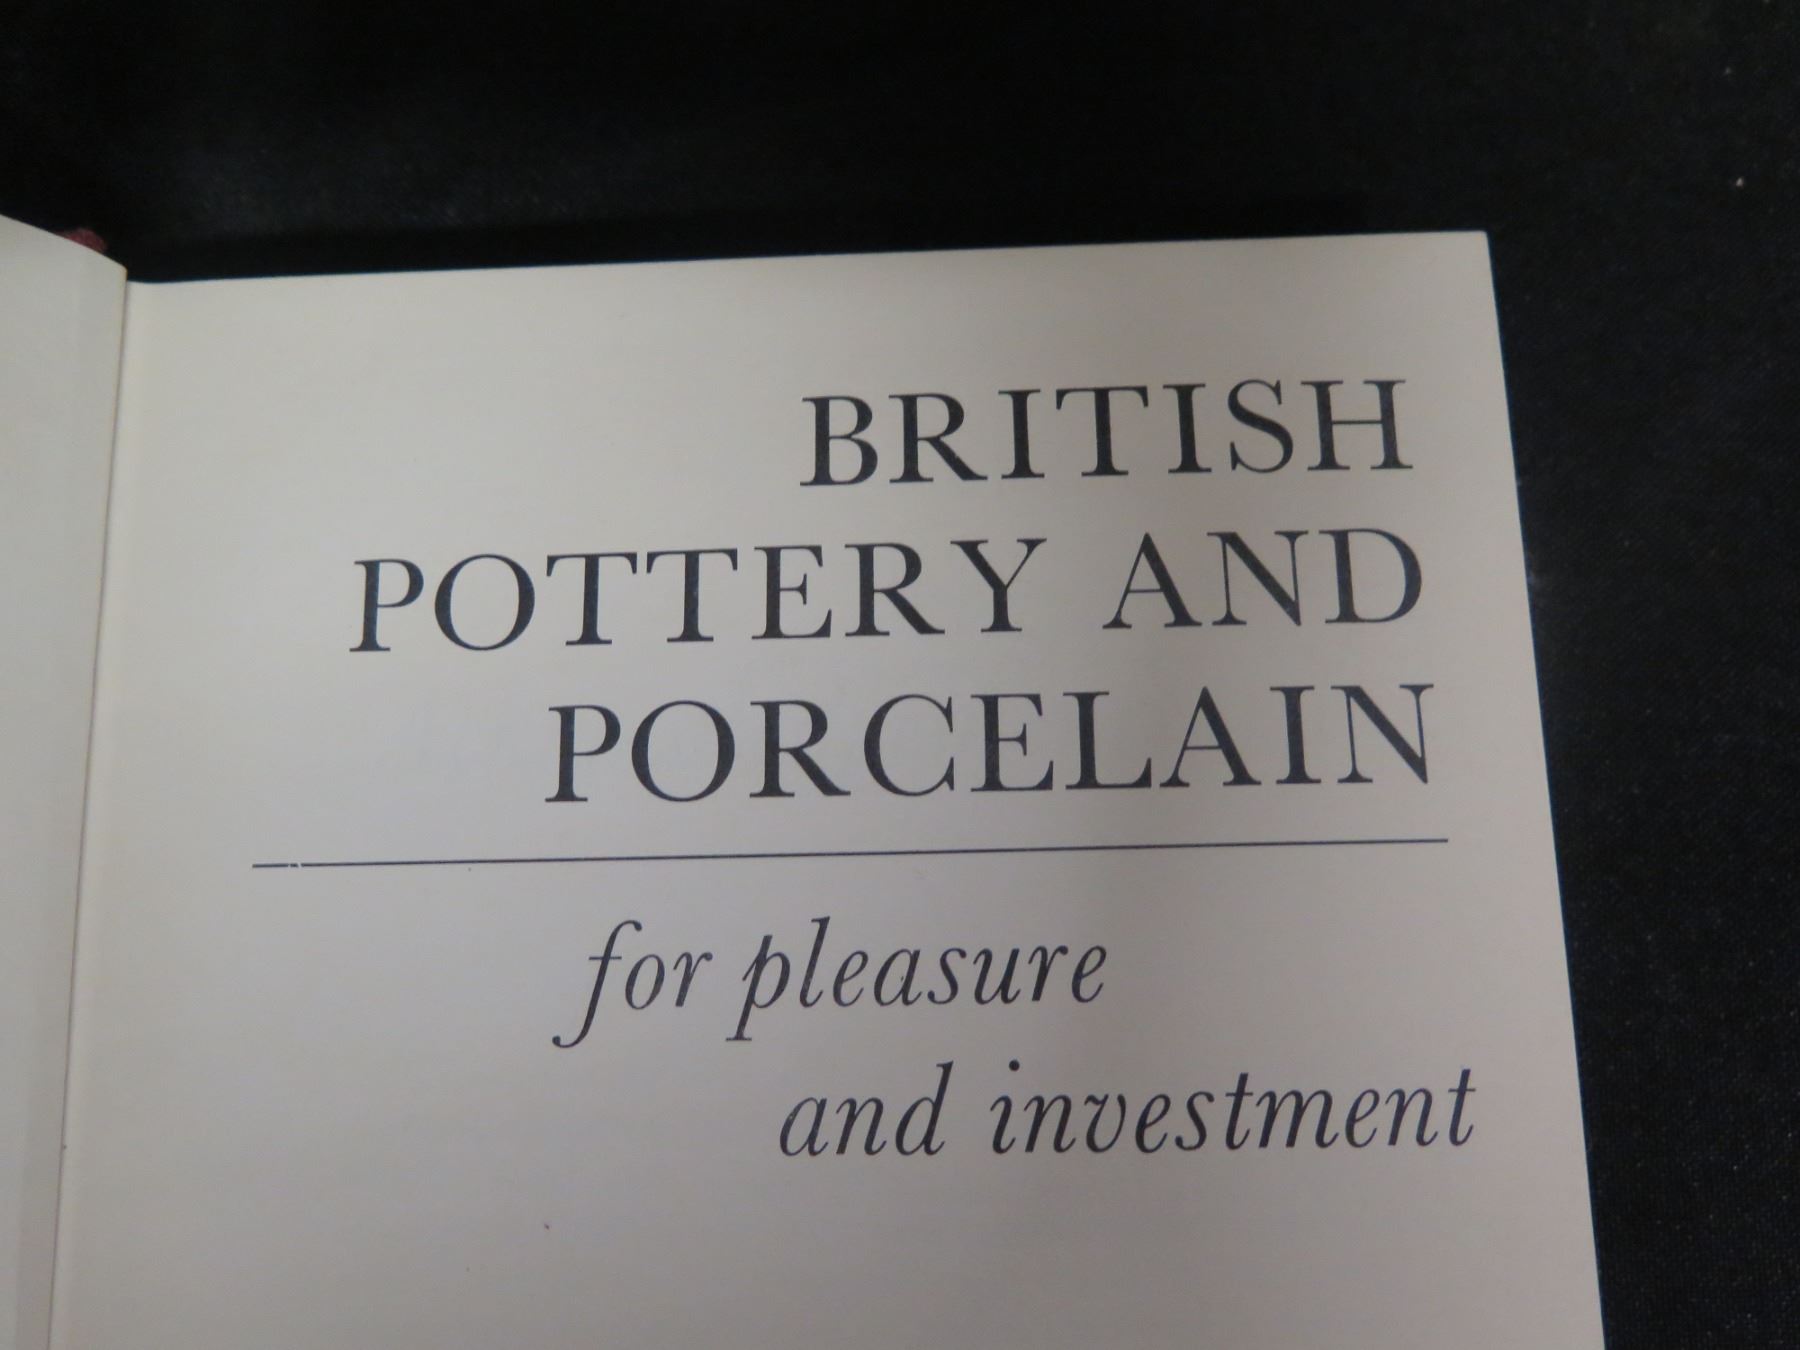 BRITISH
POTTERY AND
PORCELAIN
for pleasure
and investment